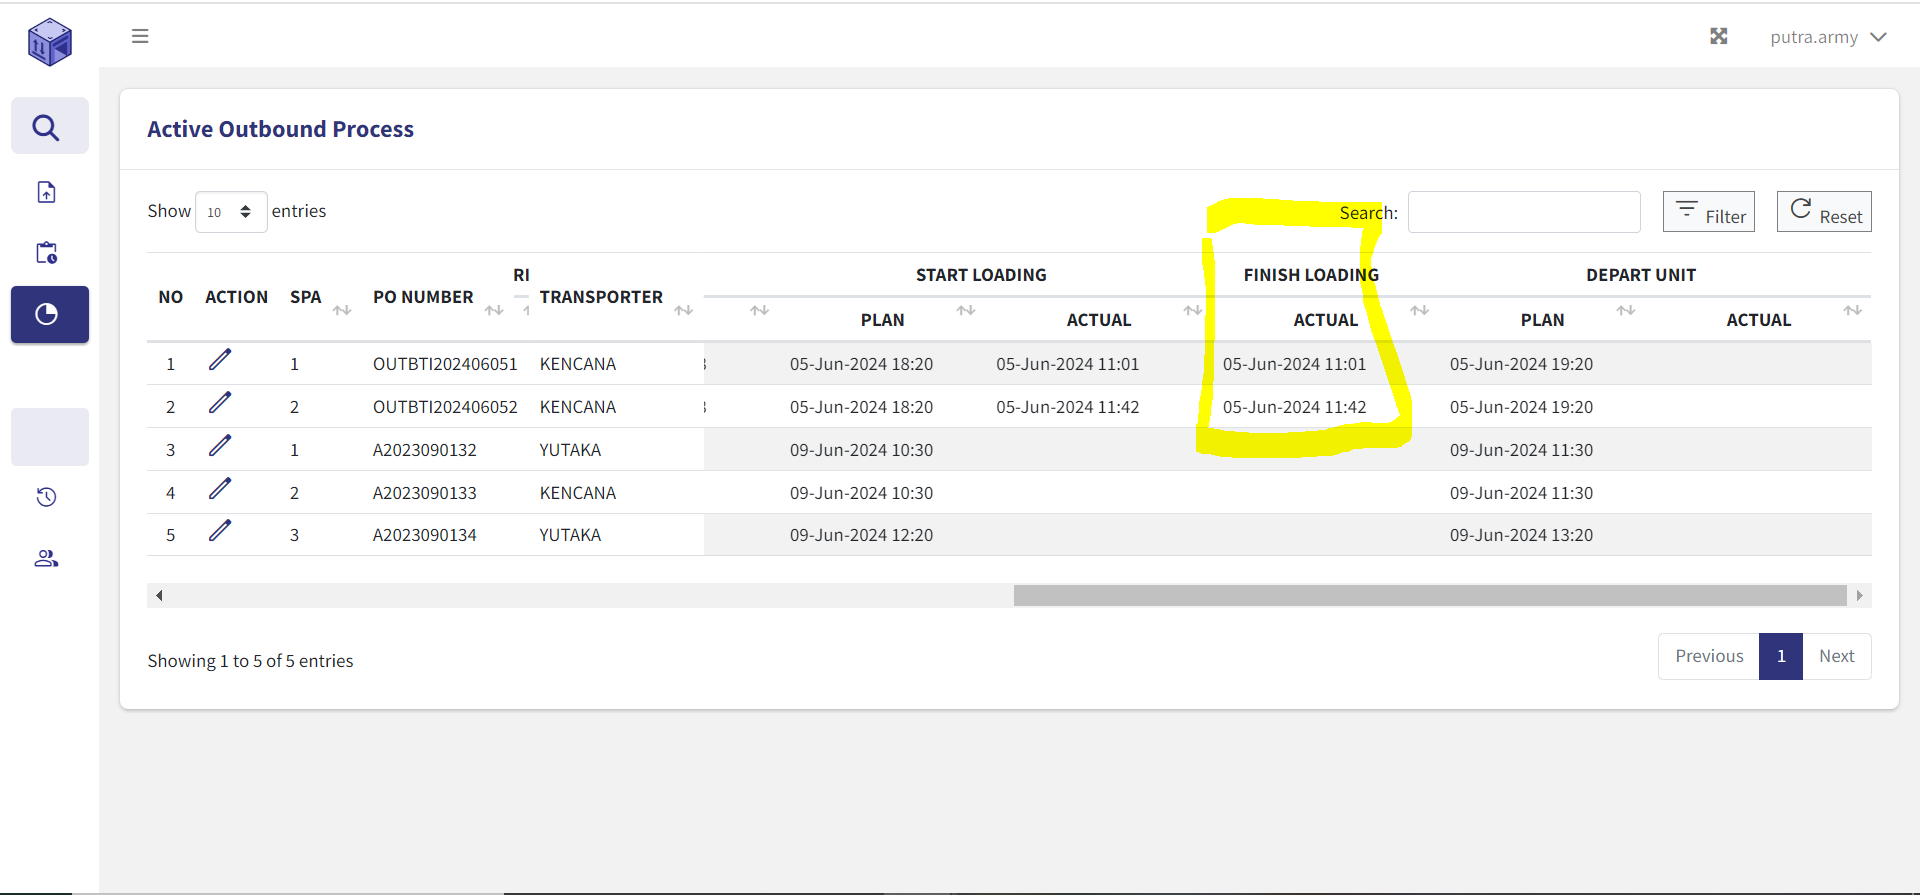 putra.army
Active Outbound Process
Show 10 entries
Search:
Filter
Reset
NO ACTION SPA PO NUMBER RI TRANSPORTER START LOADING FINISH LOADING DEPART UNIT
PLAN ACTUAL ACTUAL PLAN ACTUAL
1 1 OUTBTI202406051 KENCANA 05-Jun-2024 18:20 05-Jun-2024 11:01 05-Jun-2024 11:01 05-Jun-2024 19:20
2 2 OUTBTI202406052 KENCANA 05-Jun-2024 18:20 05-Jun-2024 11:42 05-Jun-2024 11:42 05-Jun-2024 19:20
3 1 A2023090132 YUTAKA 09-Jun-2024 10:30 09-Jun-2024 11:30
4 2 A2023090133 KENCANA 09-Jun-2024 10:30 09-Jun-2024 11:30
5 3 A2023090134 YUTAKA 09-Jun-2024 12:20 09-Jun-2024 13:20
Showing 1 to 5 of 5 entries
Previous 1 Next